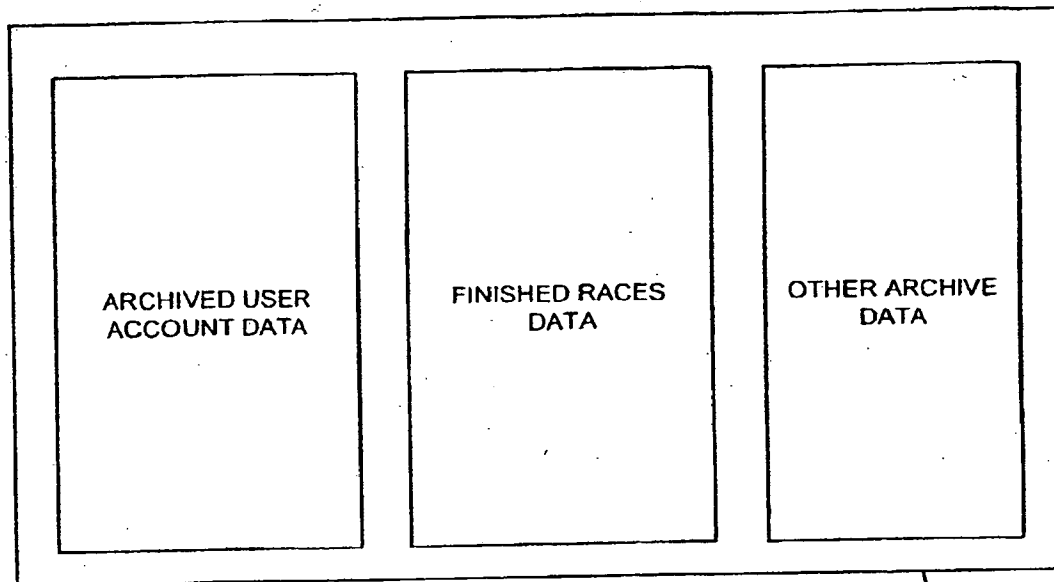 ARCHIVED USER
ACCOUNT DATA
FINISHED RACES
DATA
OTHER ARCHIVE
DATA